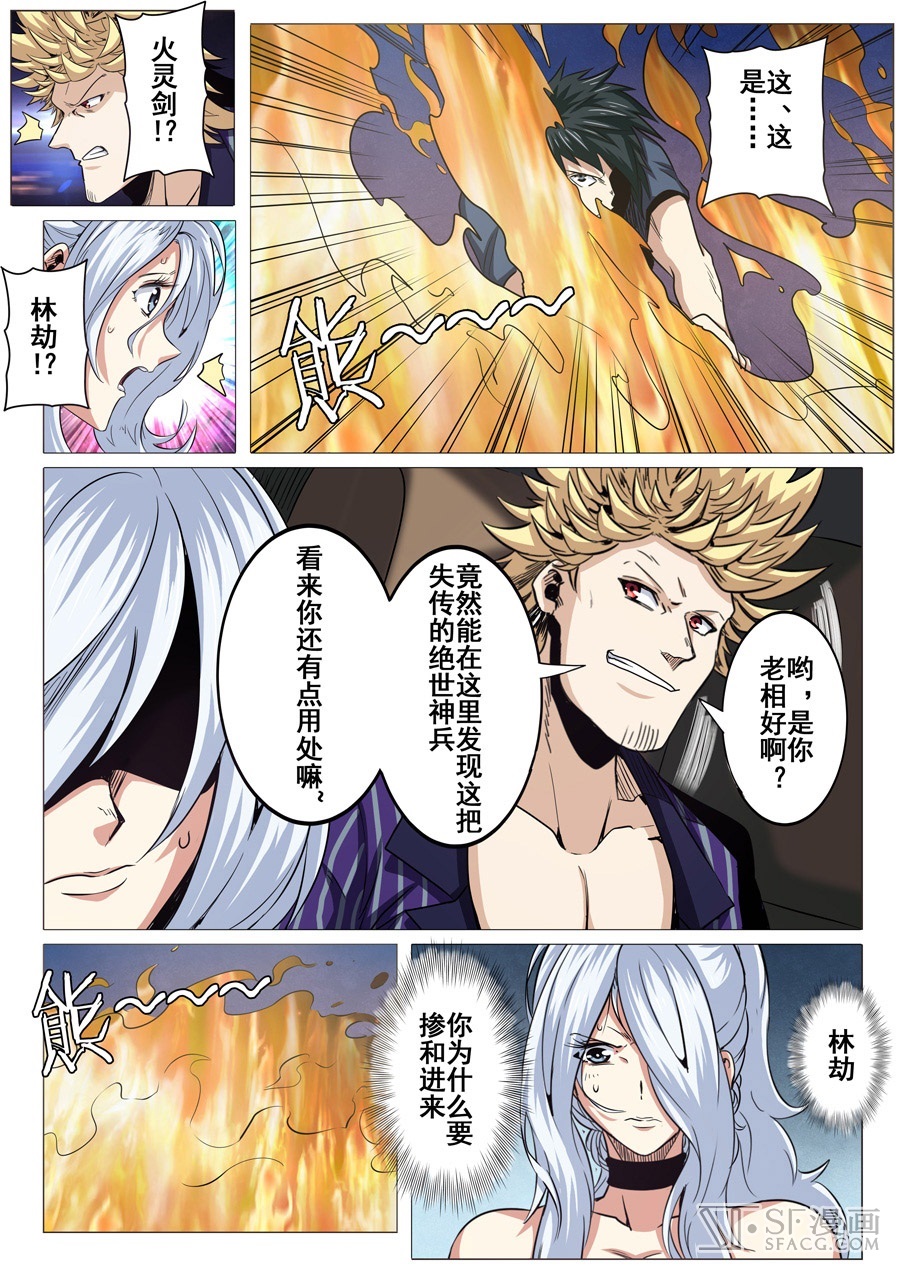 这、这
是……
火灵剑!?
林劫!?
熊~~~~
哟，是你
老相好啊?
竟然能在这里发现这把
失传的绝世神兵
看来你还有点用处嘛~
林劫
你为什么要
掺和进来
熊~~~~
SF漫画
SFACG.COM